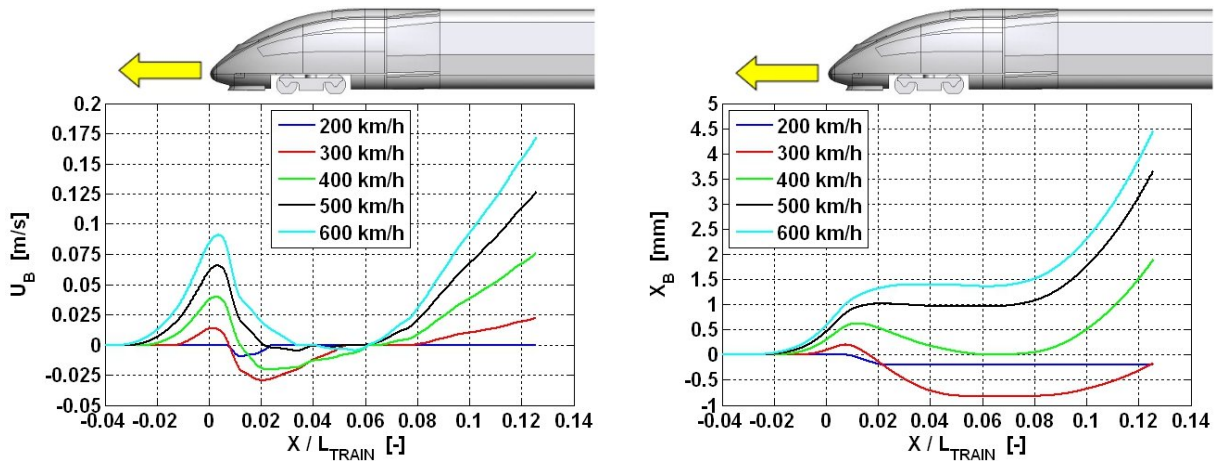 0.2
0.175
0.15
0.125
0.1
0.075
0.05
0.025
0
-0.025
-0.05
U_B [m/s]
200 km/h
300 km/h
400 km/h
500 km/h
600 km/h
-0.04 -0.02 0 0.02 0.04 0.06 0.08 0.1 0.12 0.14
X / L_TRAIN [-]
5
4.5
4
3.5
3
2.5
2
1.5
1
0.5
0
-0.5
-1
X_B [mm]
200 km/h
300 km/h
400 km/h
500 km/h
600 km/h
-0.04 -0.02 0 0.02 0.04 0.06 0.08 0.1 0.12 0.14
X / L_TRAIN [-]